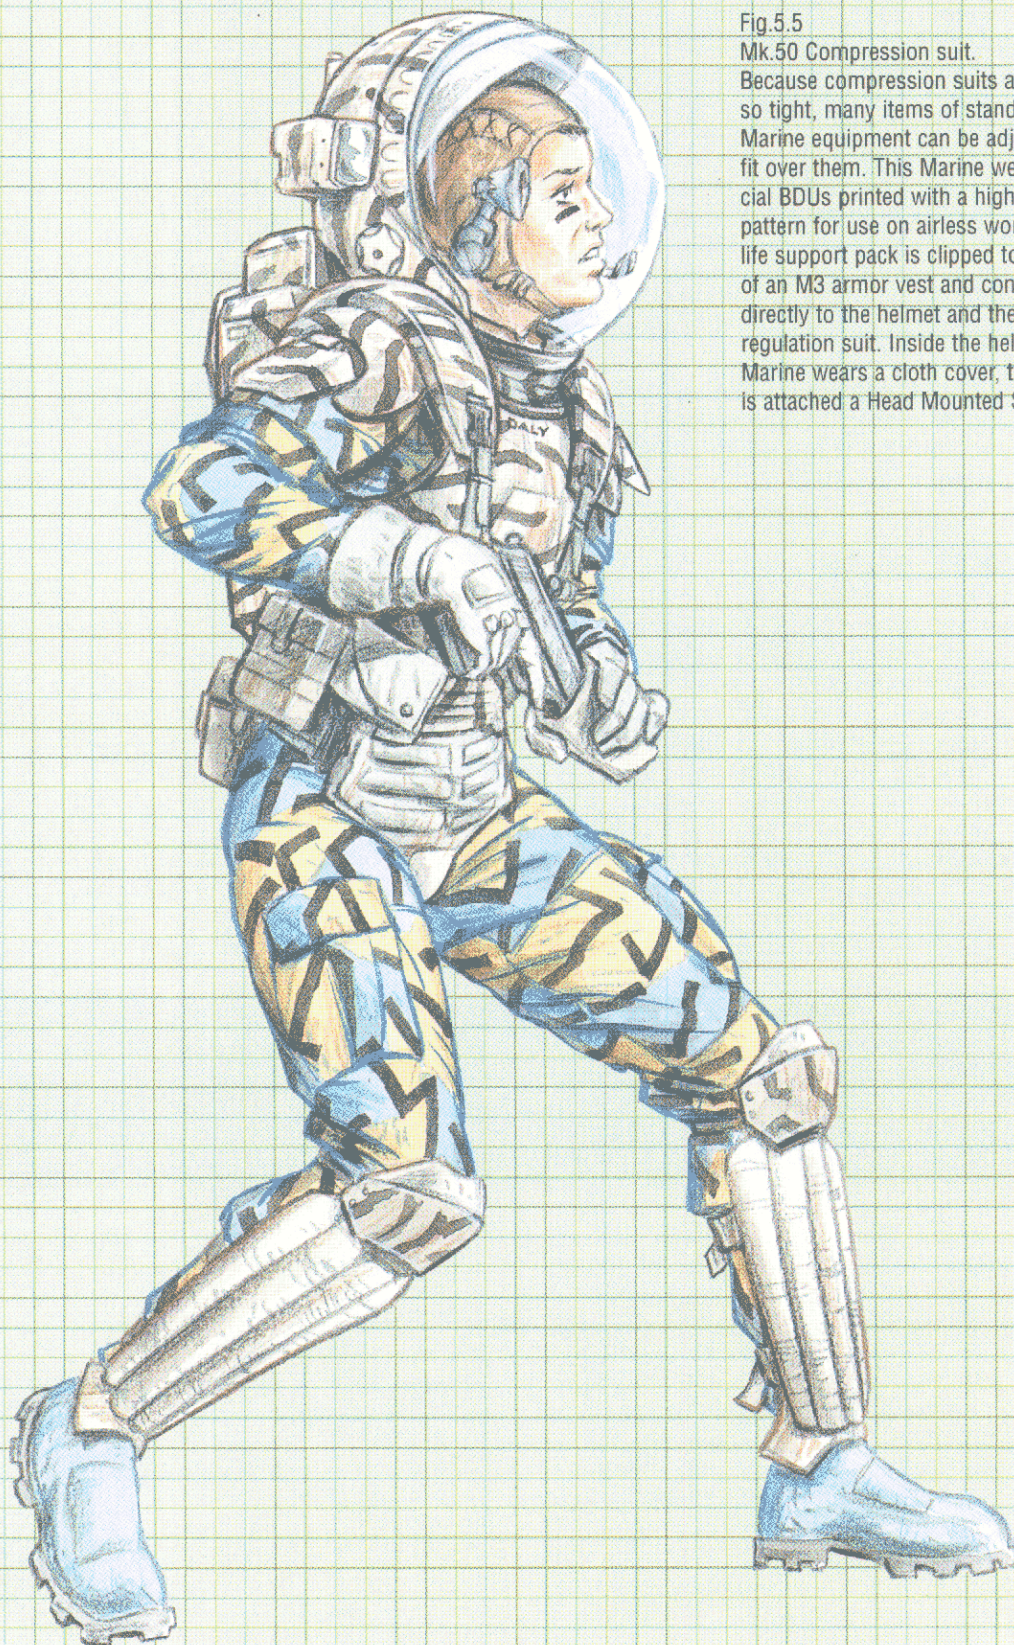 Fig.5.5
Mk.50 Compression suit.
Because compression suits a
so tight, many items of stand
Marine equipment can be adj
fit over them. This Marine we
cial BDUs printed with a high
pattern for use on airless wo
life support pack is clipped to
of an M3 armor vest and con
directly to the helmet and the
regulation suit. Inside the hel
Marine wears a cloth cover, t
is attached a Head Mounted S
DALY